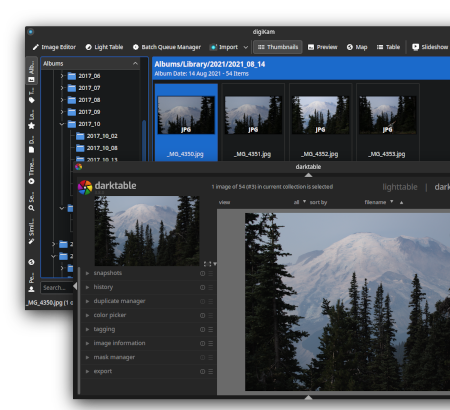 digiKam
Image Editor Light Table Batch Queue Manager Import Thumbnails Preview Map Table Slideshow
Albums
Albums/Library/2021/2021_08_14
Album Date: 14 Aug 2021 - 54 Items
2017_06
2017_07
2017_08
2017_09
2017_10
2017_10_02
2017_10_08
2017_10_13
JPG JPG JPG JPG
_MG_4350.jpg _MG_4351.jpg _MG_4352.jpg _MG_4353.jpg
Search...
_MG_4350.jpg (1 o
darktable
darktable
1 image of 54 (#3) in current collection is selected
lighttable | dark
view all sort by filename
snapshots
history
duplicate manager
color picker
tagging
image information
mask manager
export